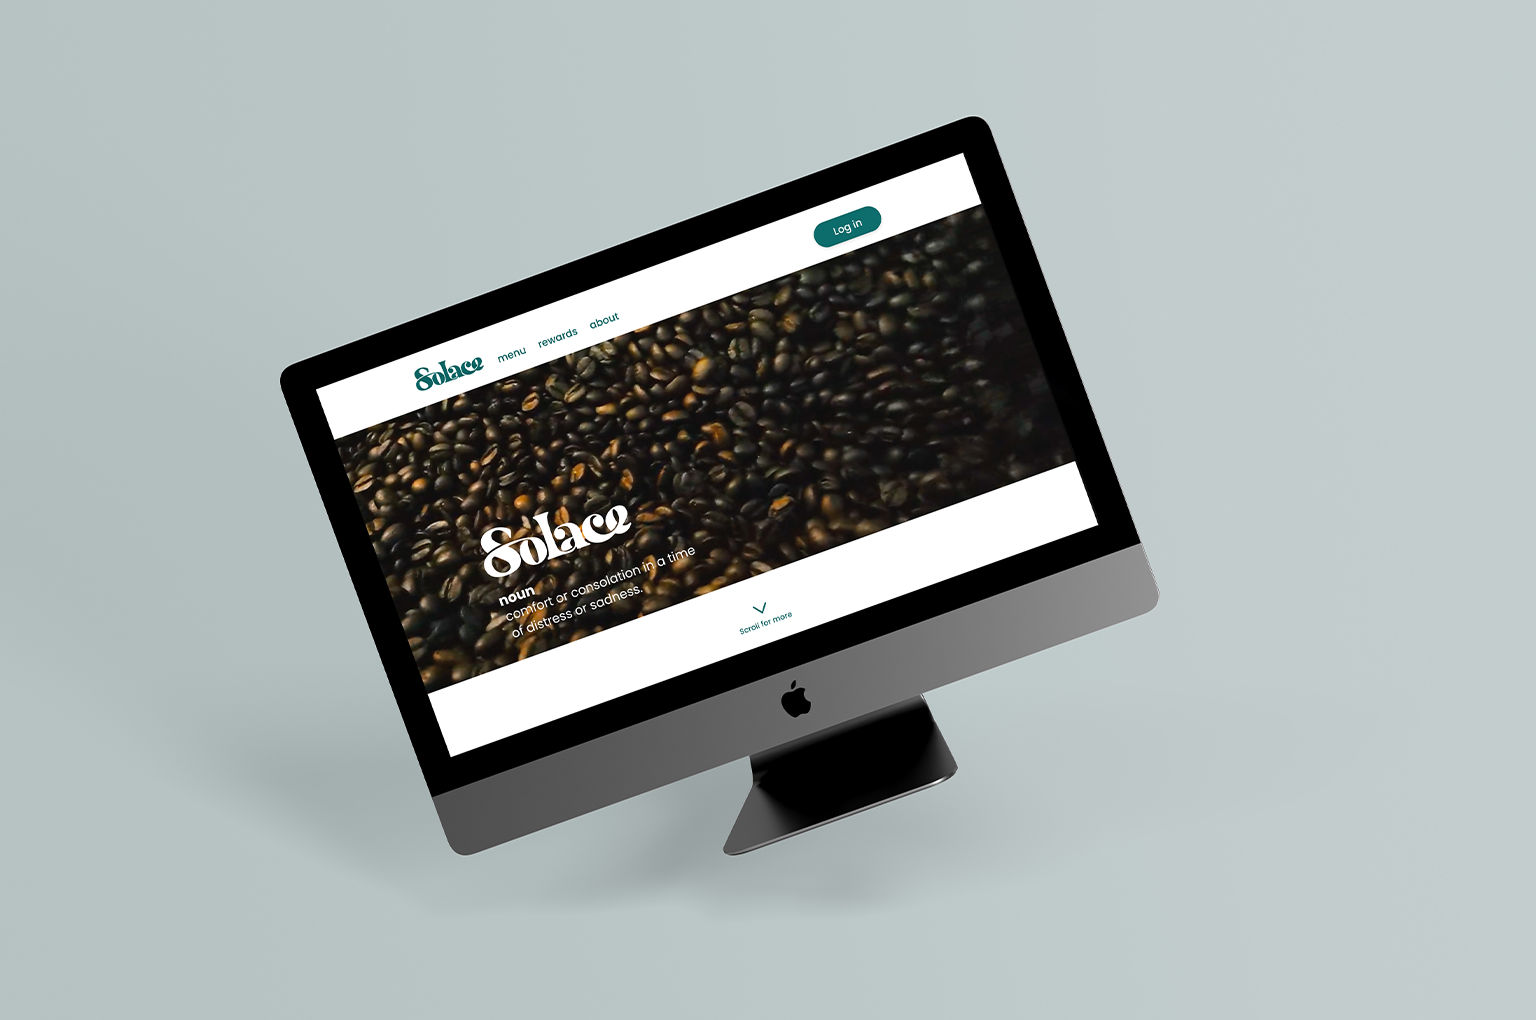 Solace
menu
rewards
about
Log in
Solace
noun
comfort or consolation in a time
of distress or sadness.
Scroll for more